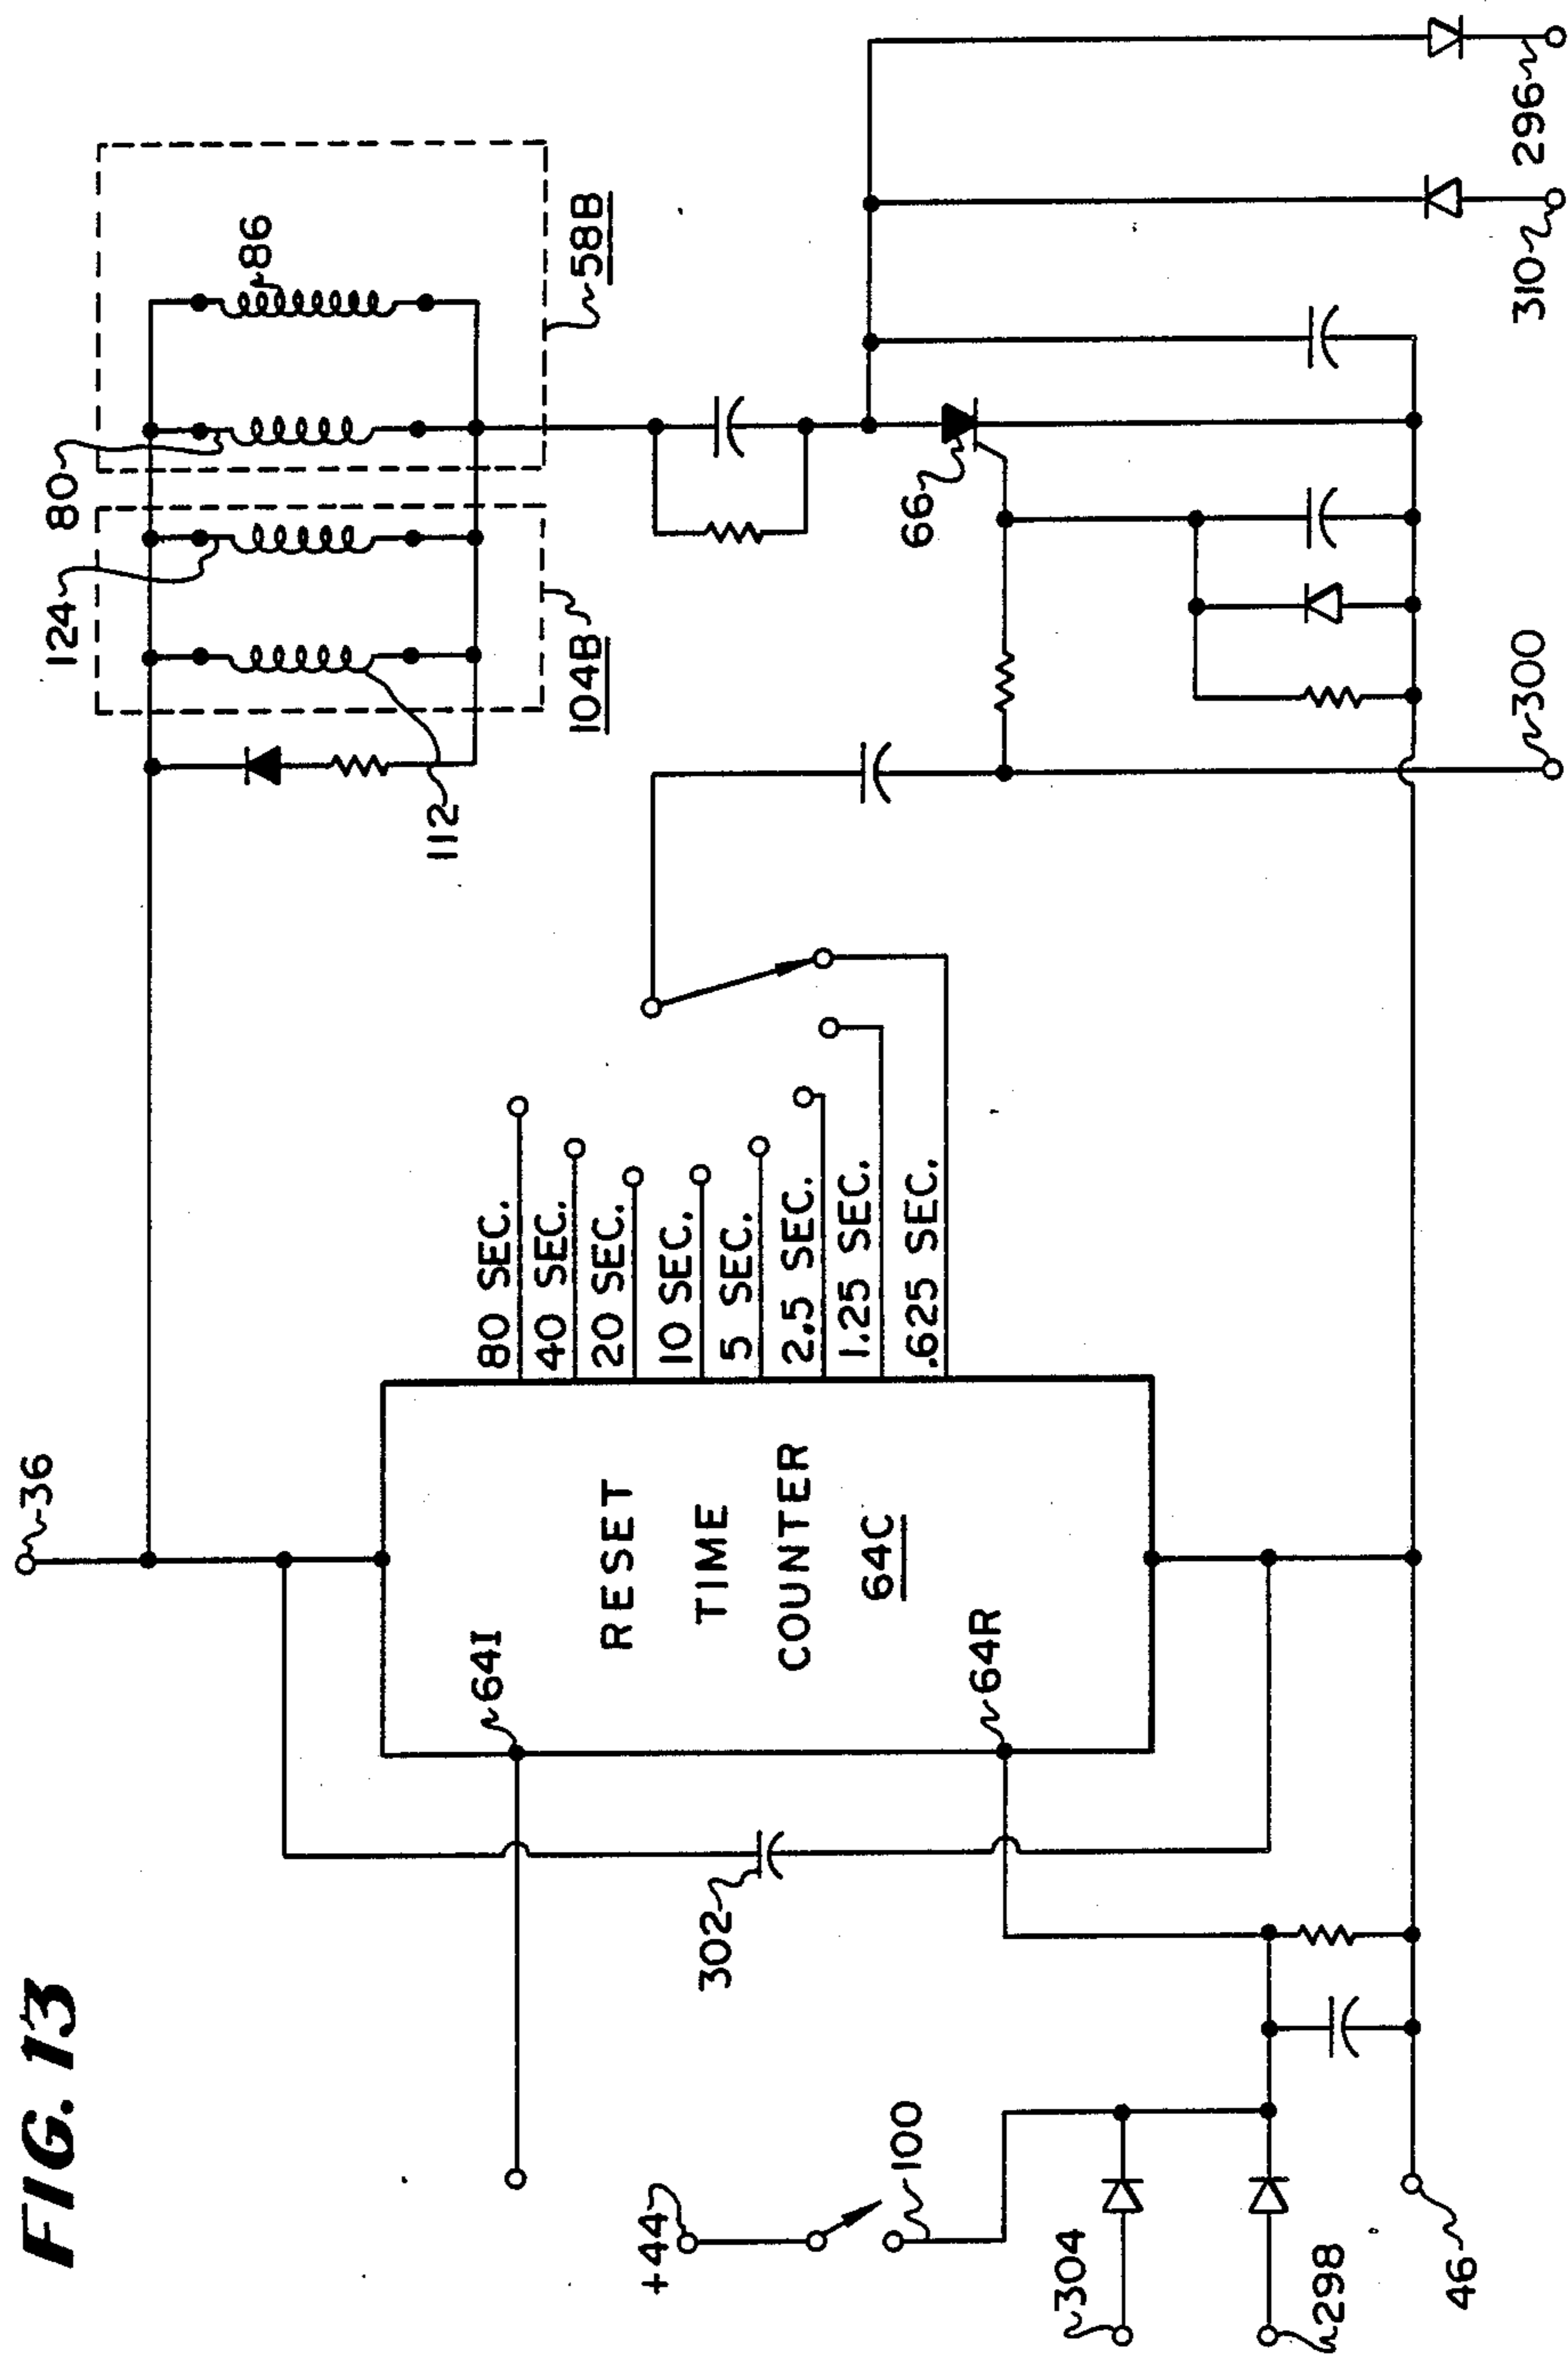 FIG. 13
36
80
86
124
58B
104B
112
64I
RESET
TIME
COUNTER
64C
64R
80 SEC.
40 SEC.
20 SEC.
10 SEC.
5 SEC.
2.5 SEC.
1.25 SEC.
.625 SEC.
66
302
+44
100
304
298
46
300
310
296